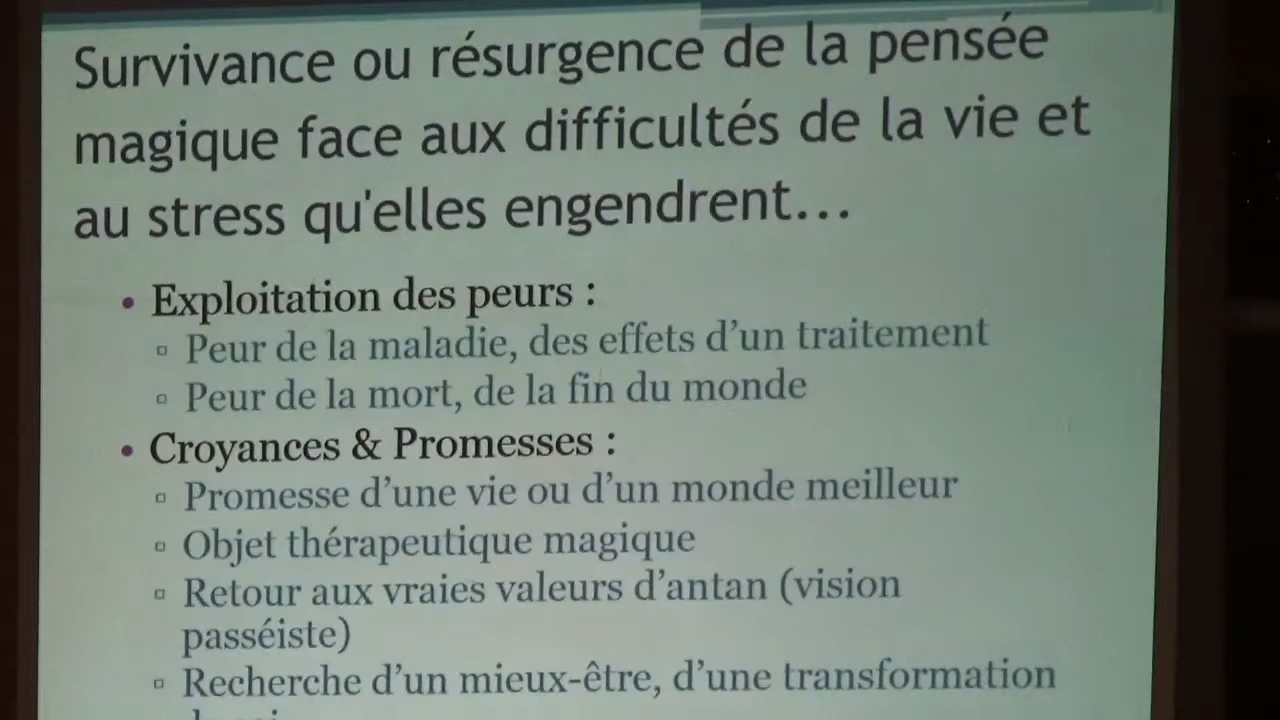 Survivance ou résurgence de la pensée
magique face aux difficultés de la vie et
au stress qu'elles engendrent...
• Exploitation des peurs :
▫ Peur de la maladie, des effets d’un traitement
▫ Peur de la mort, de la fin du monde
• Croyances & Promesses :
▫ Promesse d’une vie ou d’un monde meilleur
▫ Objet thérapeutique magique
▫ Retour aux vraies valeurs d’antan (vision
passéiste)
▫ Recherche d’un mieux-être, d’une transformation